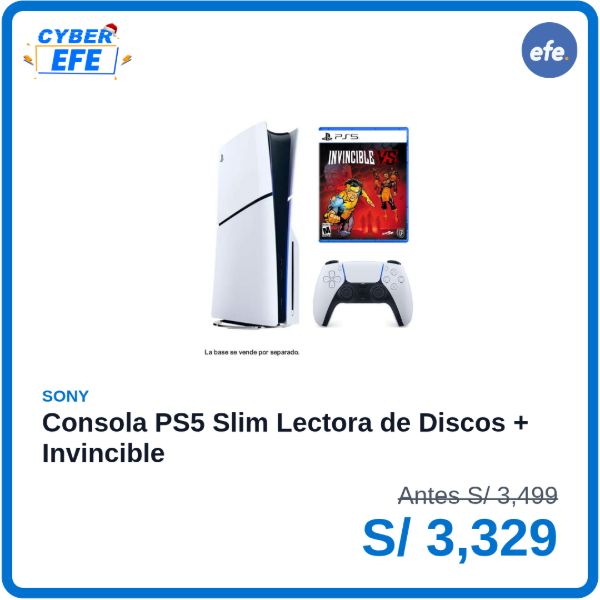 CYBER
EFE
efe.
PS5
INVINCIBLE VS
M
La base se vende por separado.
SONY
Consola PS5 Slim Lectora de Discos +
Invincible
Antes S/ 3,499
S/ 3,329